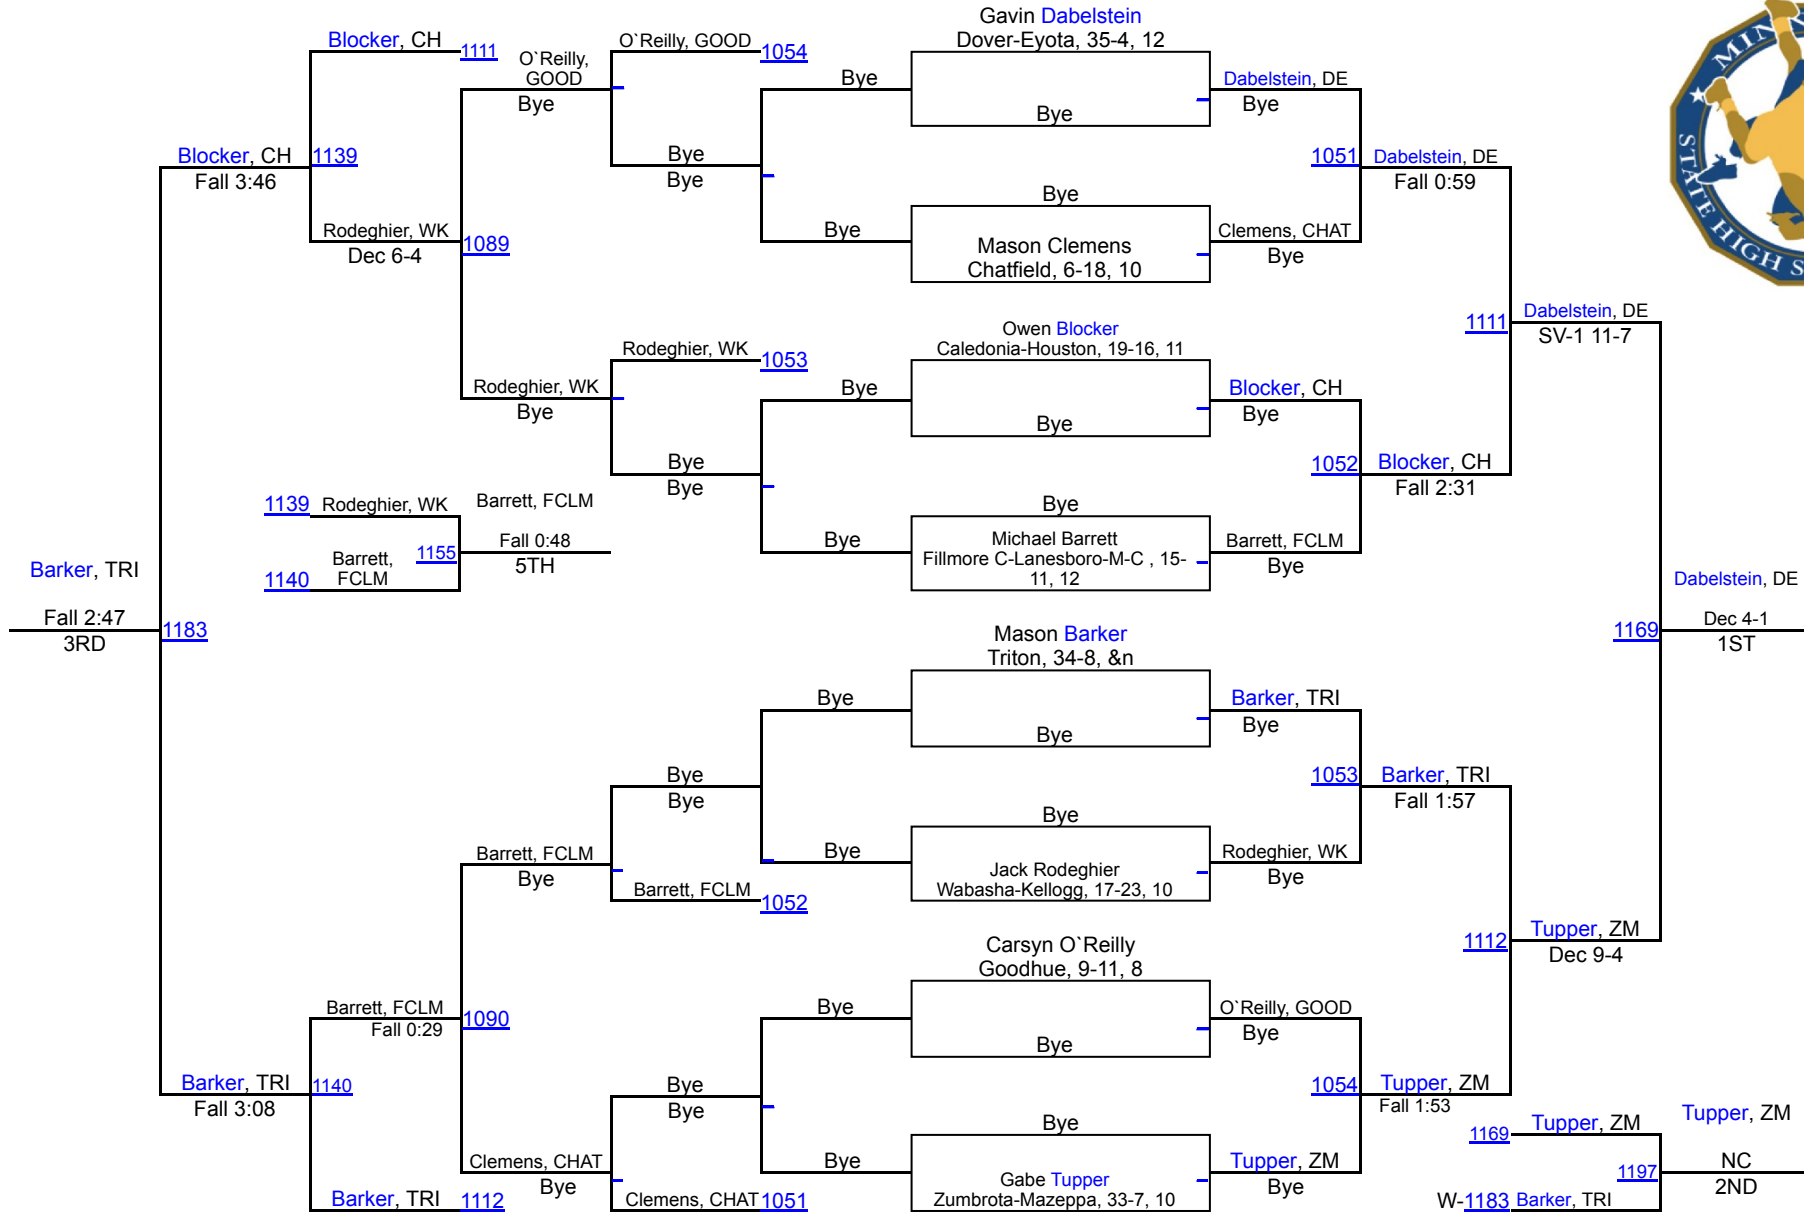 Gavin Dabelstein
Dover-Eyota, 35-4, 12
Bye
Bye
Mason Clemens
Chatfield, 6-18, 10
Owen Blocker
Caledonia-Houston, 19-16, 11
Bye
Bye
Michael Barrett
Fillmore C-Lanesboro-M-C , 15-
11, 12
Mason Barker
Triton, 34-8, &n
Bye
Bye
Jack Rodeghier
Wabasha-Kellogg, 17-23, 10
Carsyn O`Reilly
Goodhue, 9-11, 8
Bye
Bye
Gabe Tupper
Zumbrota-Mazeppa, 33-7, 10
Dabelstein, DE
Bye
1051
Clemens, CHAT
Bye
Blocker, CH
Bye
1052
Barrett, FCLM
Bye
Barker, TRI
Bye
1053
Rodeghier, WK
Bye
O`Reilly, GOOD
Bye
1054
Tupper, ZM
Bye
Dabelstein, DE
Fall 0:59
1111
Blocker, CH
Fall 2:31
Barker, TRI
Fall 1:57
1112
Tupper, ZM
Fall 1:53
Dabelstein, DE
SV-1 11-7
1169
Tupper, ZM
Dec 9-4
Dabelstein, DE
Dec 4-1
1ST
1169 Tupper, ZM
1197
W-1183 Barker, TRI
Tupper, ZM
NC
2ND
Bye
Bye
Bye
Bye
Bye
Bye
Bye
Bye
O`Reilly, GOOD 1054
Bye
Bye
Rodeghier, WK 1053
Bye
Bye
Bye
Bye
Barrett, FCLM 1052
Bye
Bye
Clemens, CHAT 1051
O`Reilly,
GOOD
Bye
1089
Rodeghier, WK
Bye
Barrett, FCLM
Bye
1090
Clemens, CHAT
Bye
Blocker, CH 1111
1139
Rodeghier, WK
Dec 6-4
1139 Rodeghier, WK
1155
1140 Barrett,
FCLM
Barrett, FCLM
Fall 0:48
5TH
Barrett, FCLM
Fall 0:29
1140
Barker, TRI 1112
Blocker, CH
Fall 3:46
1183
Barker, TRI
Fall 3:08
Barker, TRI
Fall 2:47
3RD
STATE HIGH S